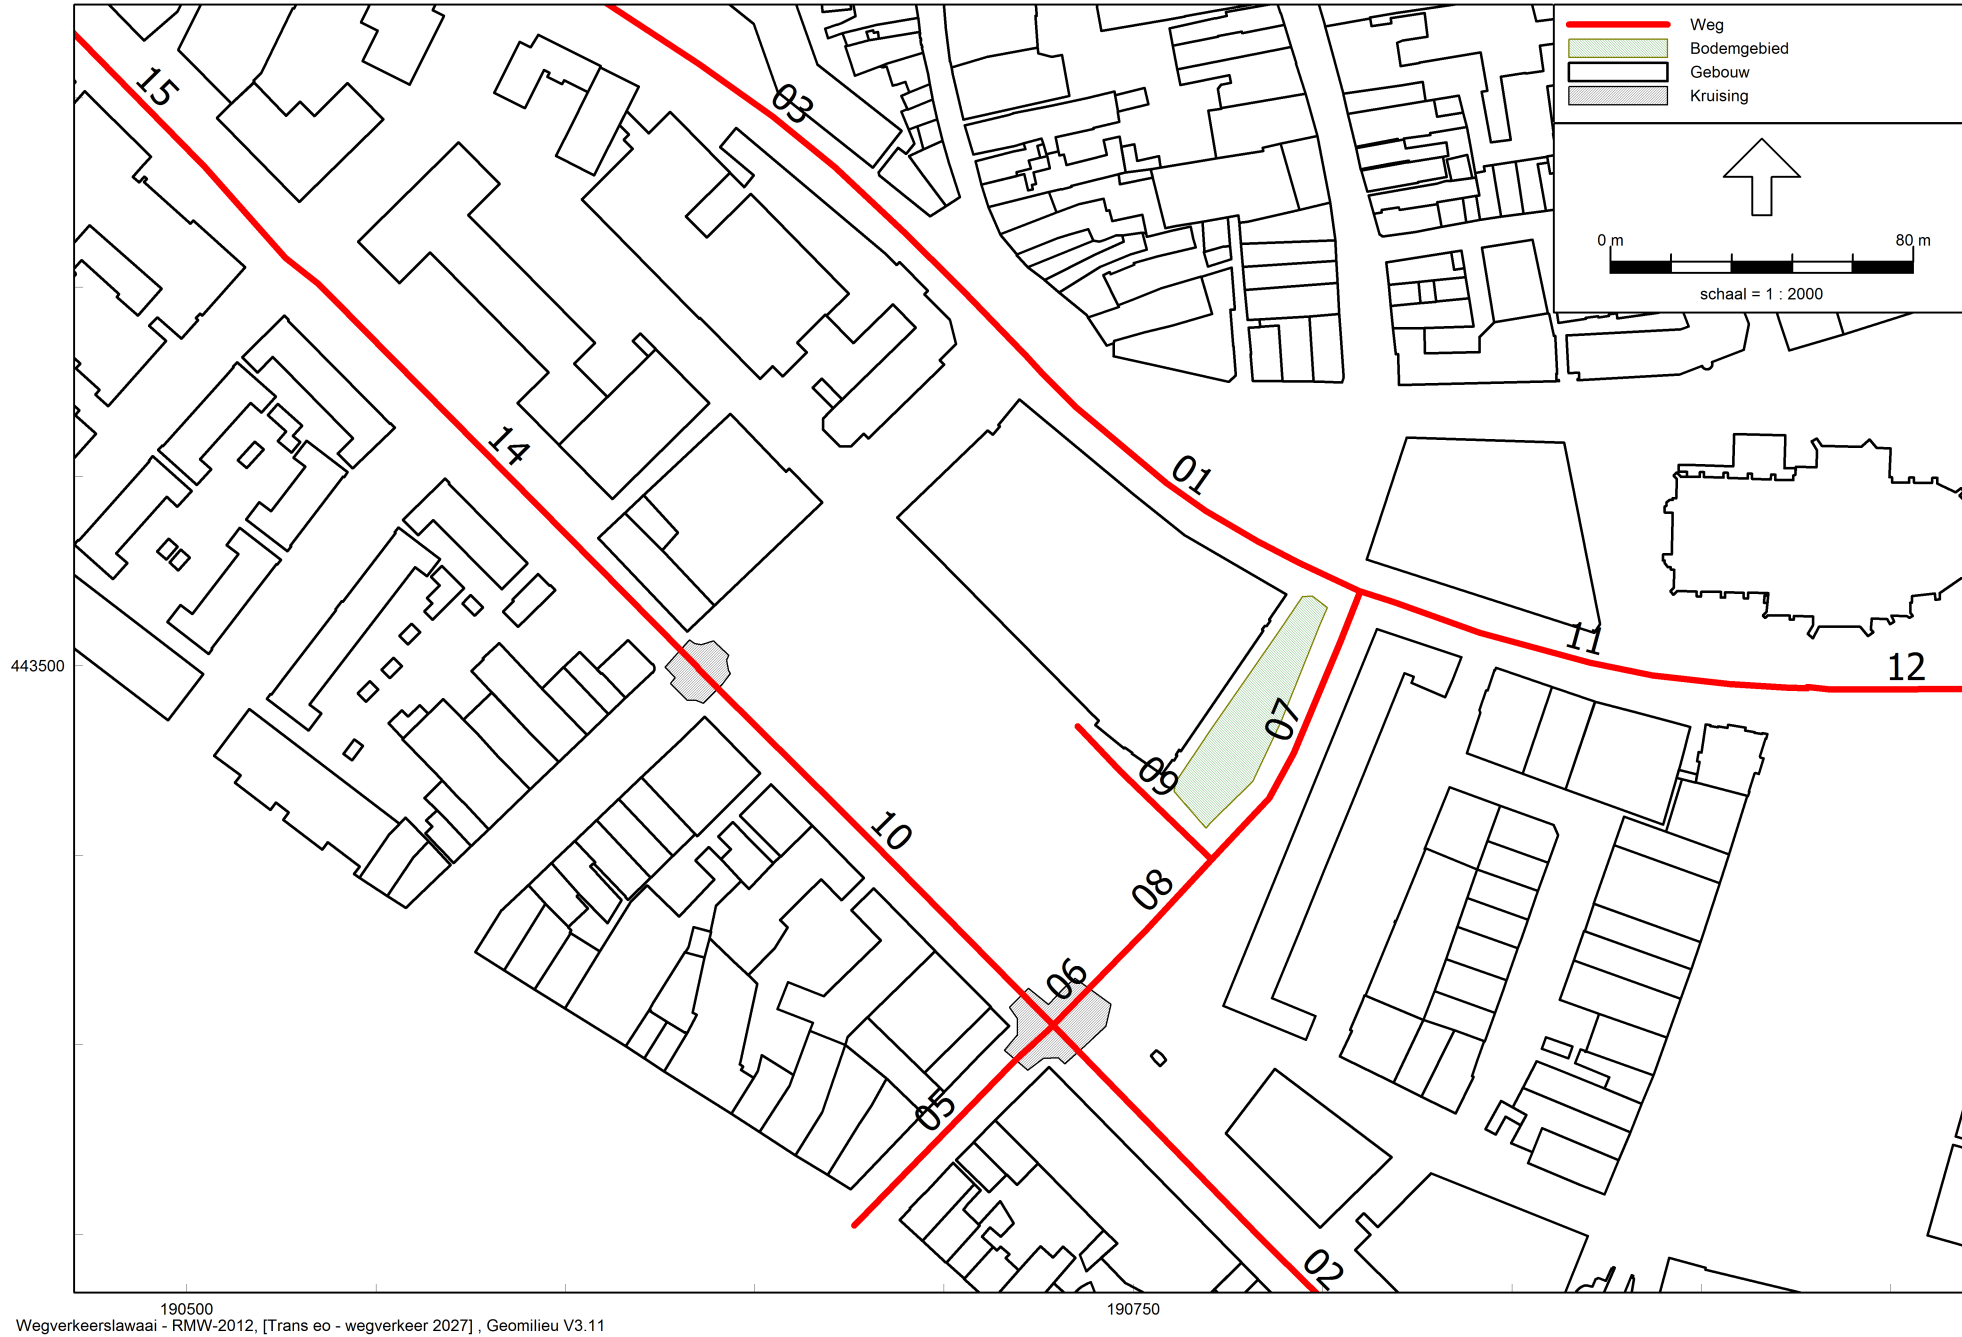 Weg
Bodemgebied
Gebouw
Kruising
0 m
80 m
schaal = 1 : 2000
15
03
14
01
11
12
07
09
10
08
06
05
02
443500
190500
190750
Wegverkeerslawaai - RMW-2012, [Trans eo - wegverkeer 2027] , Geomilieu V3.11